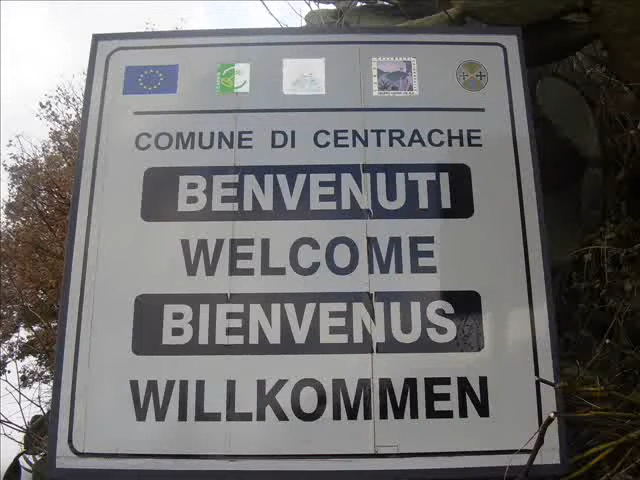 COMUNE DI CENTRACHE
BENVENUTI
WELCOME
BIENVENUS
WILLKOMMEN